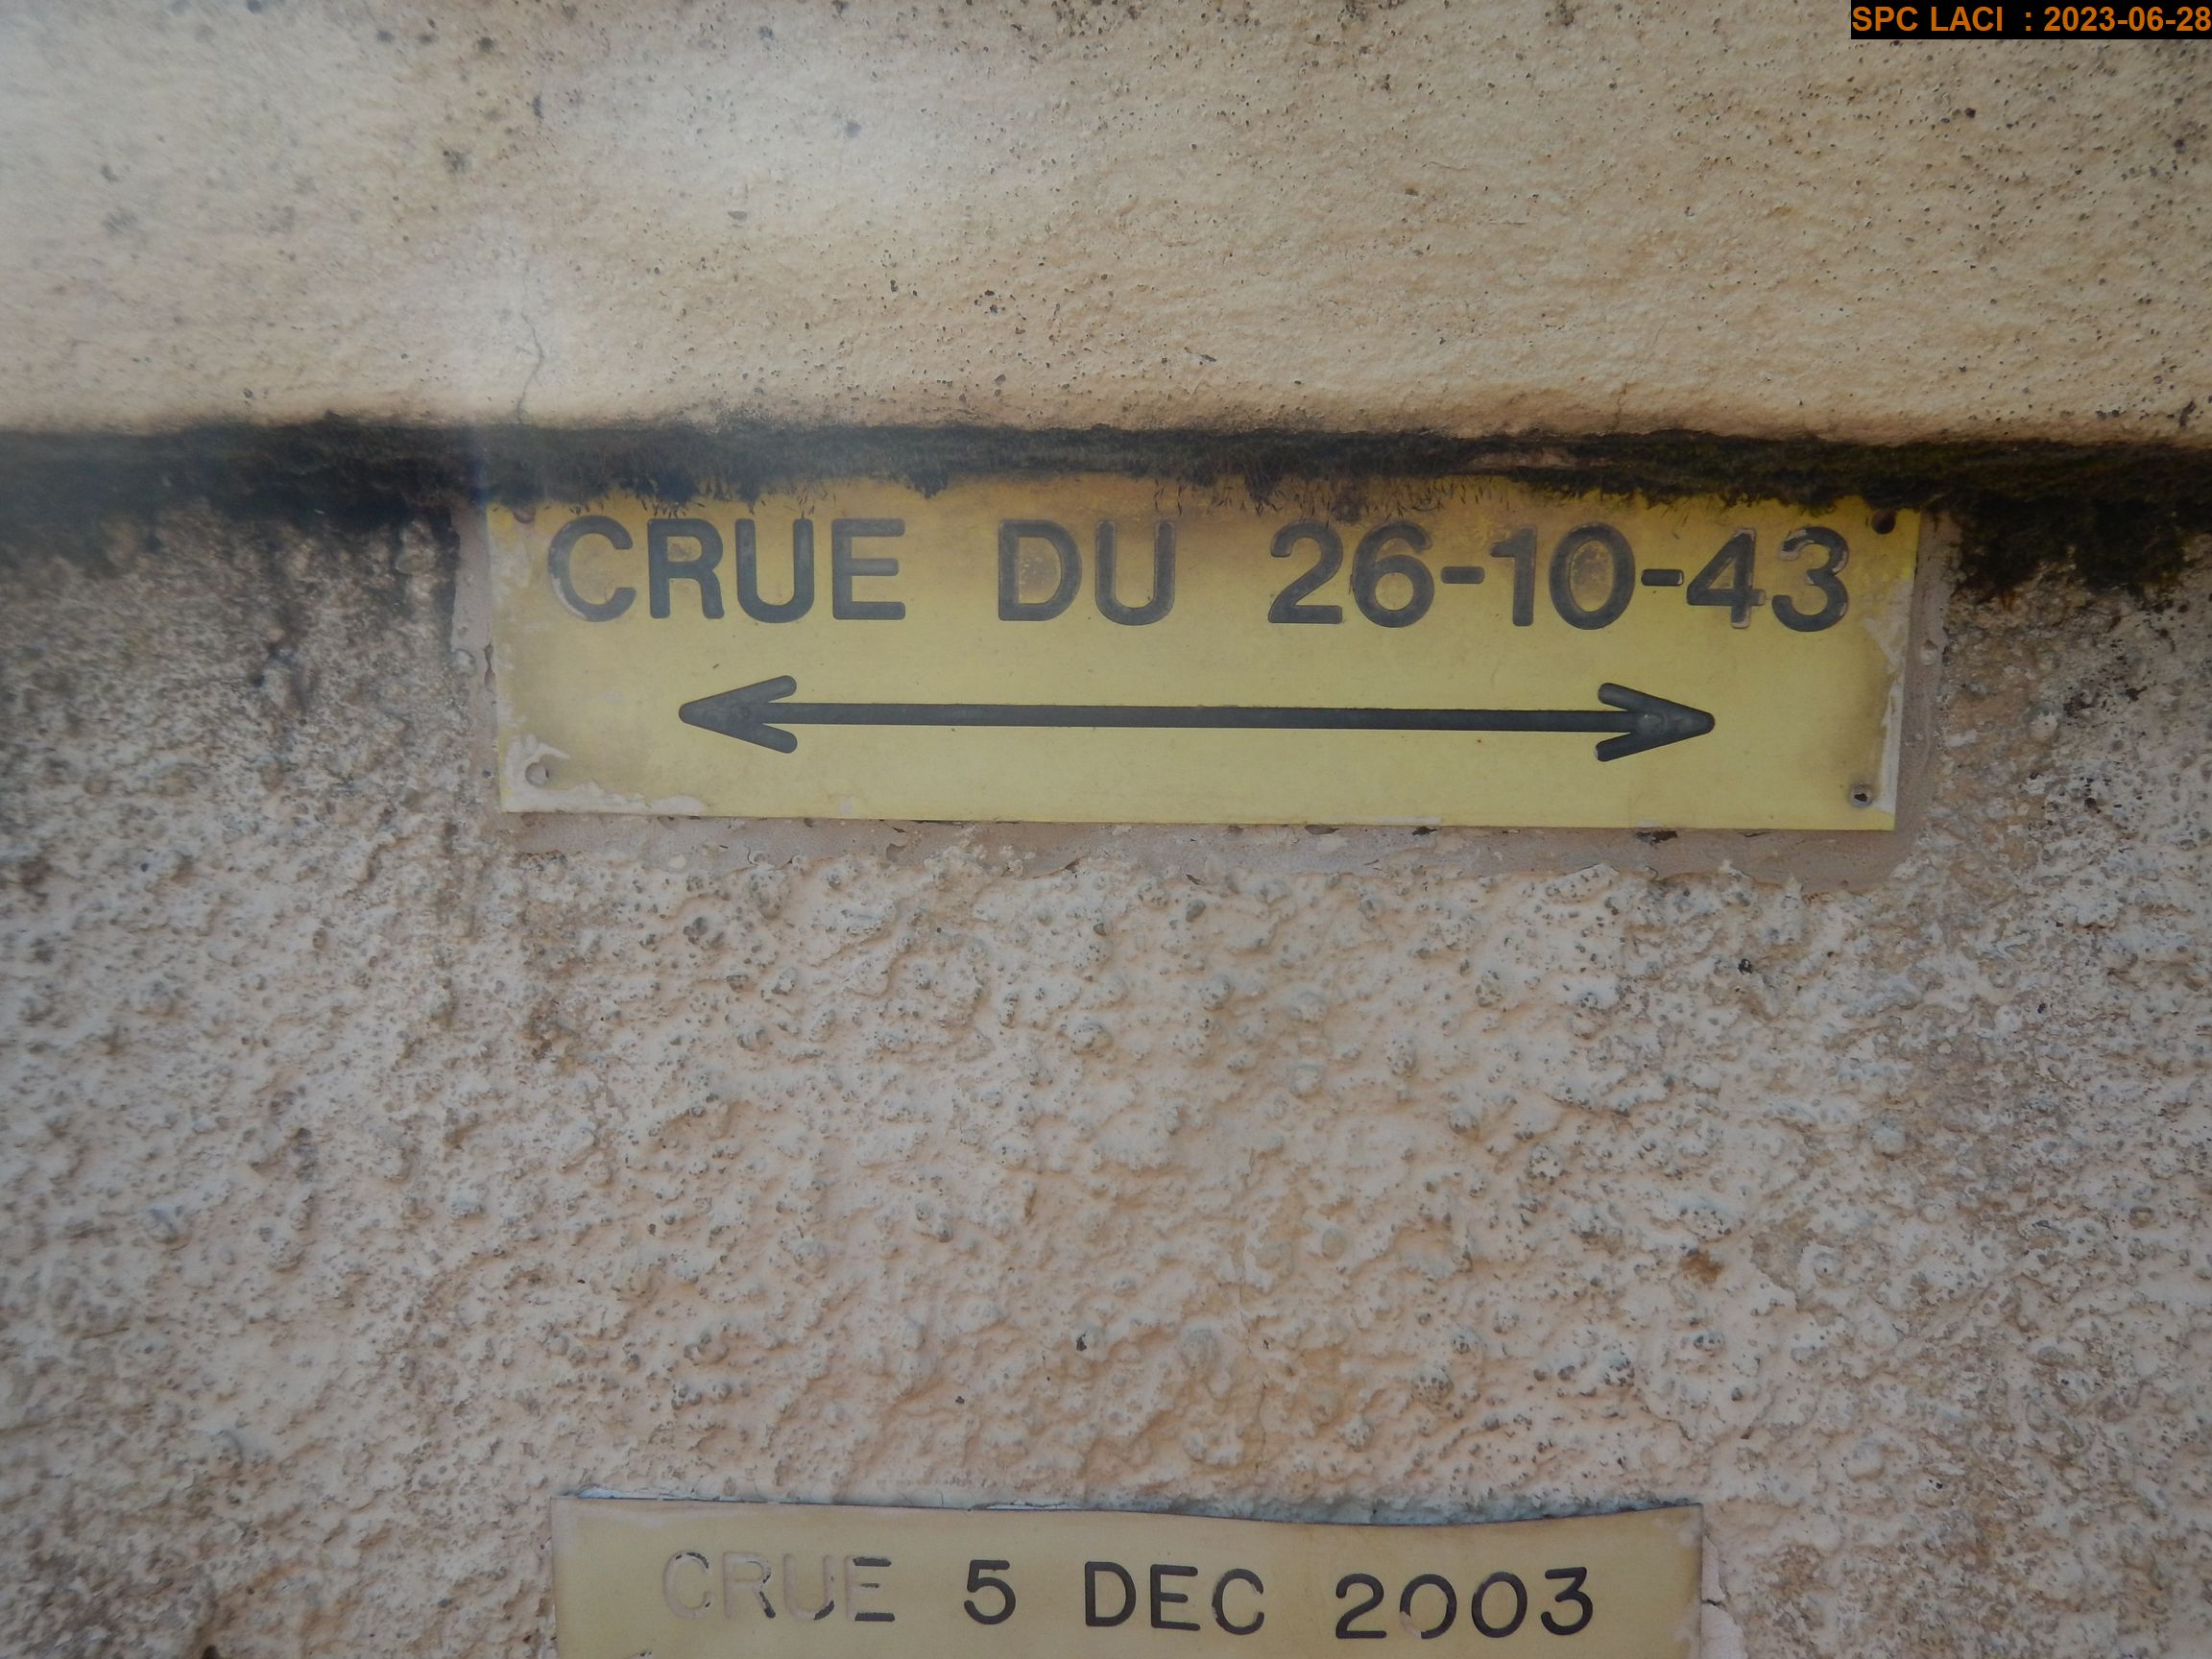 SPC LACI : 2023-06-28
CRUE DU 26-10-43
CRUE 5 DEC 2003